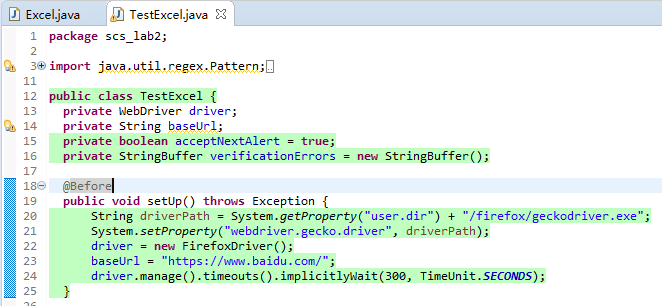 Excel.java TestExcel.java
1 package scs_lab2;
2
3 import java.util.regex.Pattern;
11
12 public class TestExcel {
13 private WebDriver driver;
14 private String baseUrl;
15 private boolean acceptNextAlert = true;
16 private StringBuffer verificationErrors = new StringBuffer();
17
18 @Before
19 public void setUp() throws Exception {
20 String driverPath = System.getProperty("user.dir") + "/firefox/geckodriver.exe";
21 System.setProperty("webdriver.gecko.driver", driverPath);
22 driver = new FirefoxDriver();
23 baseUrl = "https://www.baidu.com/";
24 driver.manage().timeouts().implicitlyWait(300, TimeUnit.SECONDS);
25 }